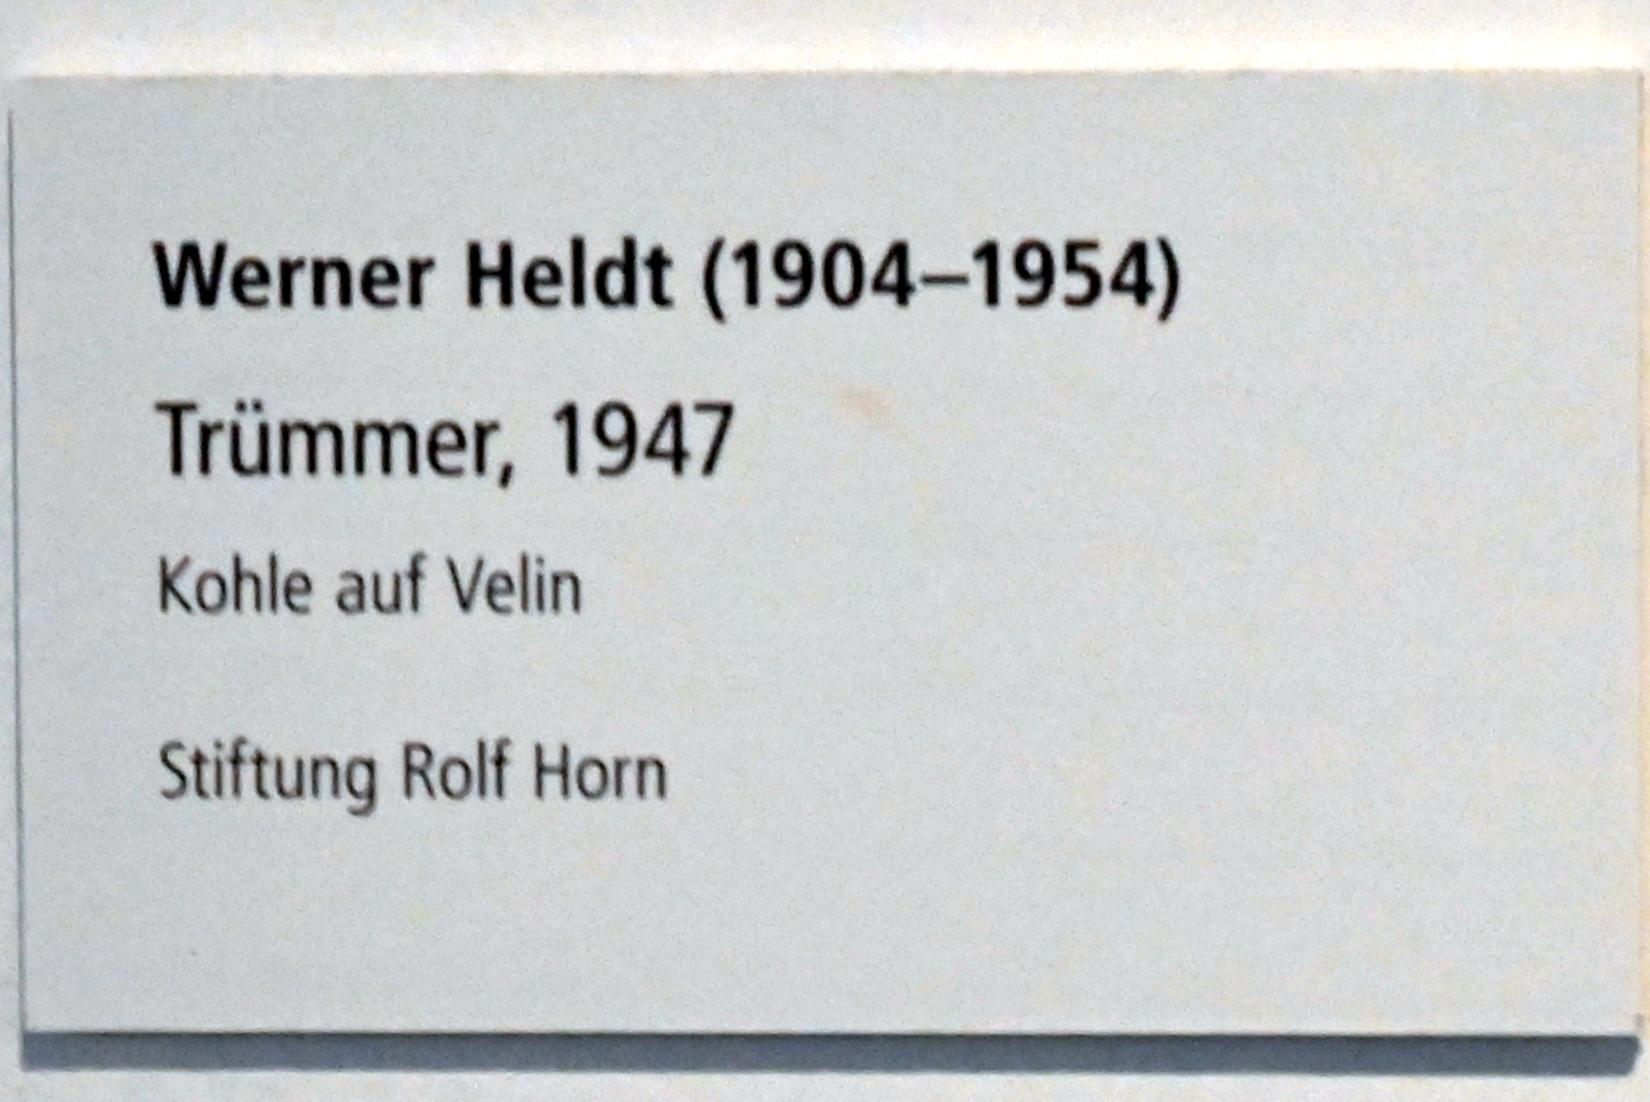 Werner Heldt (1904–1954)
Trümmer, 1947
Kohle auf Velin
Stiftung Rolf Horn